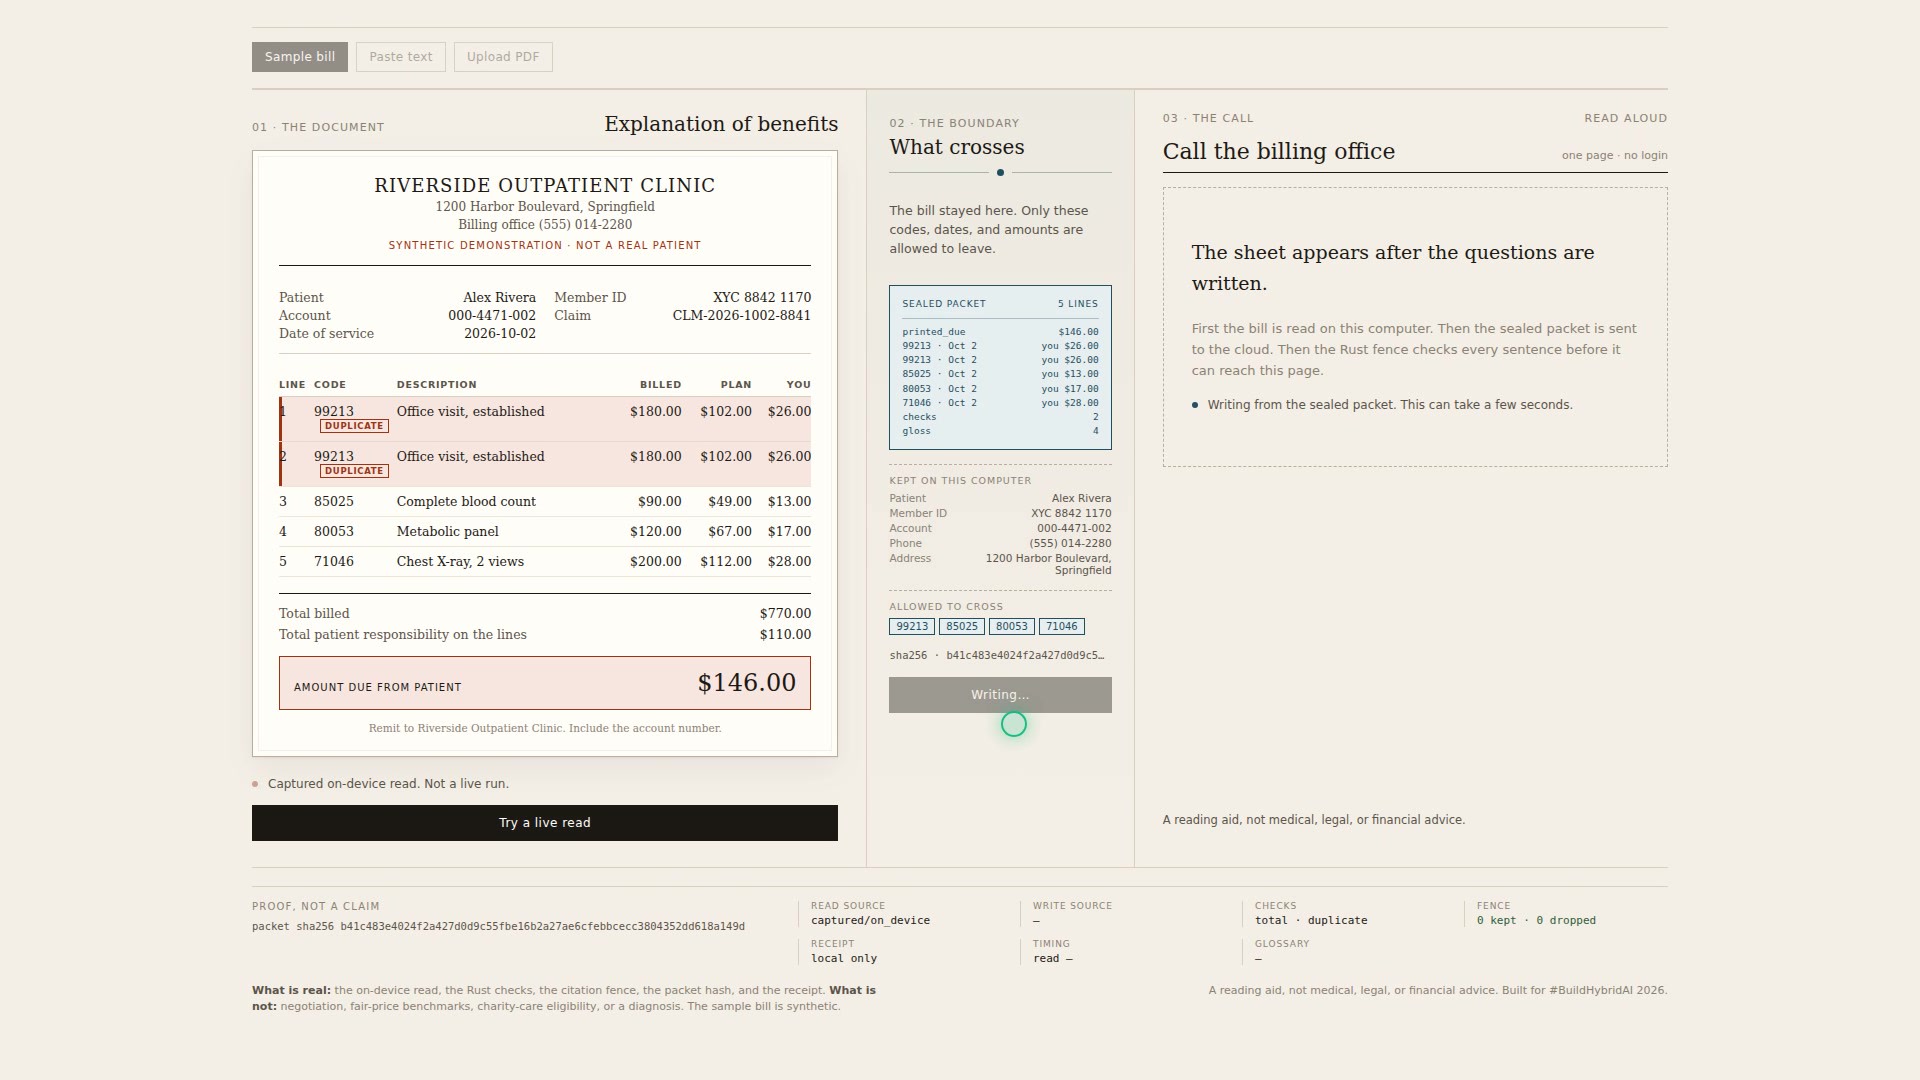 Sample bill
Paste text
Upload PDF
01 · THE DOCUMENT
Explanation of benefits
RIVERSIDE OUTPATIENT CLINIC
1200 Harbor Boulevard, Springfield
Billing office (555) 014-2280
SYNTHETIC DEMONSTRATION · NOT A REAL PATIENT
Patient Alex Rivera Member ID XYC 8842 1170
Account 000-4471-002 Claim CLM-2026-1002-8841
Date of service 2026-10-02
LINE CODE DESCRIPTION BILLED PLAN YOU
1 99213 Office visit, established $180.00 $102.00 $26.00
DUPLICATE
2 99213 Office visit, established $180.00 $102.00 $26.00
DUPLICATE
3 85025 Complete blood count $90.00 $49.00 $13.00
4 80053 Metabolic panel $120.00 $67.00 $17.00
5 71046 Chest X-ray, 2 views $200.00 $112.00 $28.00
Total billed $770.00
Total patient responsibility on the lines $110.00
AMOUNT DUE FROM PATIENT $146.00
Remit to Riverside Outpatient Clinic. Include the account number.
Captured on-device read. Not a live run.
Try a live read
02 · THE BOUNDARY
What crosses
The bill stayed here. Only these
codes, dates, and amounts are
allowed to leave.
SEALED PACKET 5 LINES
printed_due $146.00
99213 · Oct 2 you $26.00
99213 · Oct 2 you $26.00
85025 · Oct 2 you $13.00
80053 · Oct 2 you $17.00
71046 · Oct 2 you $28.00
checks 2
gloss 4
KEPT ON THIS COMPUTER
Patient Alex Rivera
Member ID XYC 8842 1170
Account 000-4471-002
Phone (555) 014-2280
Address 1200 Harbor Boulevard,
Springfield
ALLOWED TO CROSS
99213 85025 80053 71046
sha256 · b41c483e4024f2a427d0d9c5…
Writing…
03 · THE CALL
READ ALOUD
Call the billing office
one page · no login
The sheet appears after the questions are
written.
First the bill is read on this computer. Then the sealed packet is sent
to the cloud. Then the Rust fence checks every sentence before it
can reach this page.
Writing from the sealed packet. This can take a few seconds.
A reading aid, not medical, legal, or financial advice.
PROOF, NOT A CLAIM
packet sha256 b41c483e4024f2a427d0d9c55fbe16b2a27ae6cfebbcecc3804352dd618a149d
READ SOURCE
captured/on_device
WRITE SOURCE
—
CHECKS
total · duplicate
FENCE
0 kept · 0 dropped
RECEIPT
local only
TIMING
read —
GLOSSARY
—
What is real: the on-device read, the Rust checks, the citation fence, the packet hash, and the receipt. What is
not: negotiation, fair-price benchmarks, charity-care eligibility, or a diagnosis. The sample bill is synthetic.
A reading aid, not medical, legal, or financial advice. Built for #BuildHybridAI 2026.